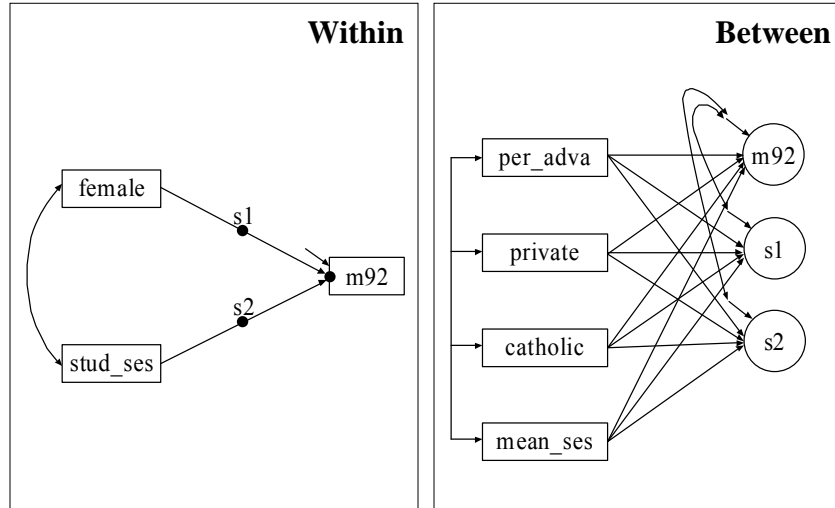 Within
female
s1
m92
s2
stud_ses
Between
per_adva
m92
private
s1
catholic
s2
mean_ses